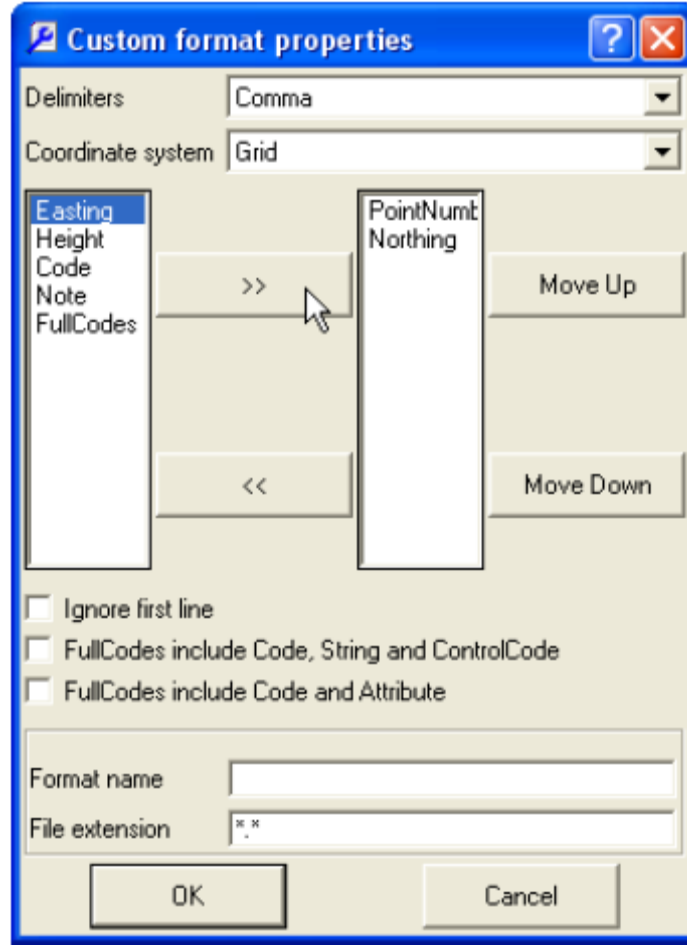 Custom format properties
Delimiters Comma
Coordinate system Grid
Easting
Height
Code
Note
FullCodes
>>
<<
PointNumb
Northing
Move Up
Move Down
Ignore first line
FullCodes include Code, String and ControlCode
FullCodes include Code and Attribute
Format name
File extension *.*
OK Cancel